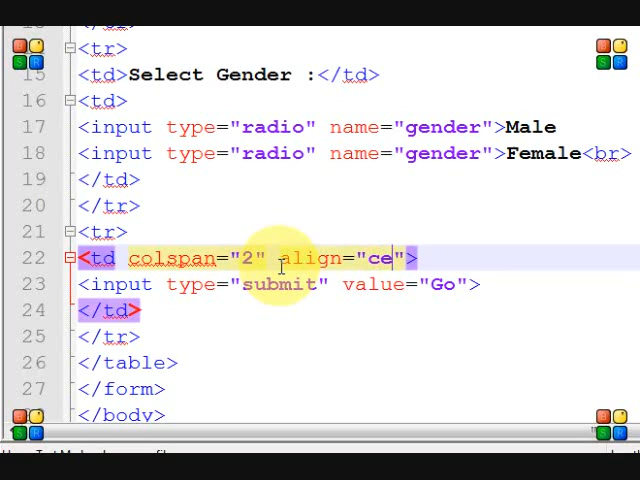 <tr>
15 <td>Select Gender :</td>
16 <td>
17 <input type="radio" name="gender">Male
18 <input type="radio" name="gender">Female<br>
19 </td>
20 </tr>
21 <tr>
22 <td colspan="2" align="ce">
23 <input type="submit" value="Go">
24 </td>
25 </tr>
26 </table>
27 </form>
</body>